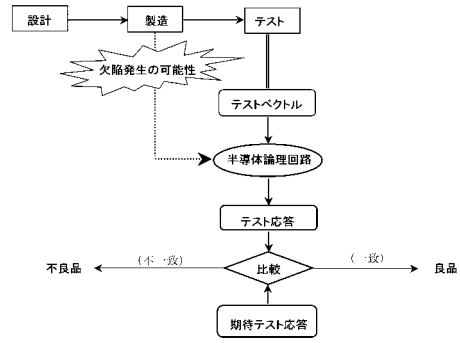 設計
製造
テスト
欠陥発生の可能性
テストベクトル
半導体論理回路
テスト応答
不良品
(不一致)
比較
(一致)
良品
期待テスト応答